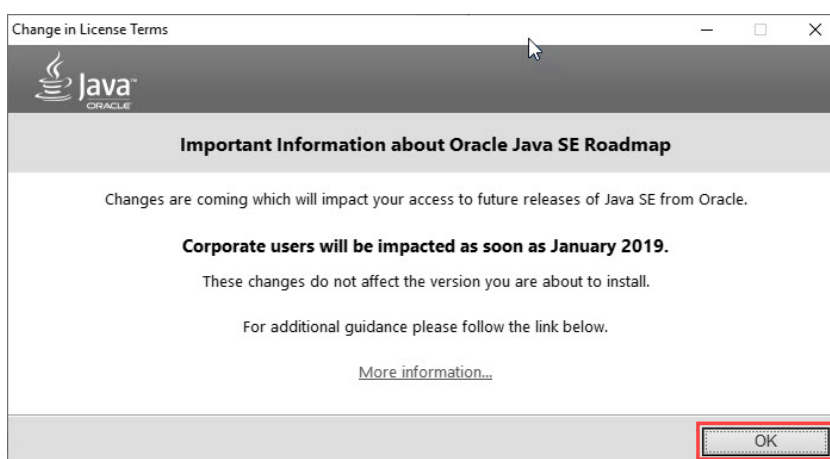 Change in License Terms
Java™
ORACLE
Important Information about Oracle Java SE Roadmap
Changes are coming which will impact your access to future releases of Java SE from Oracle.
Corporate users will be impacted as soon as January 2019.
These changes do not affect the version you are about to install.
For additional guidance please follow the link below.
More information...
OK